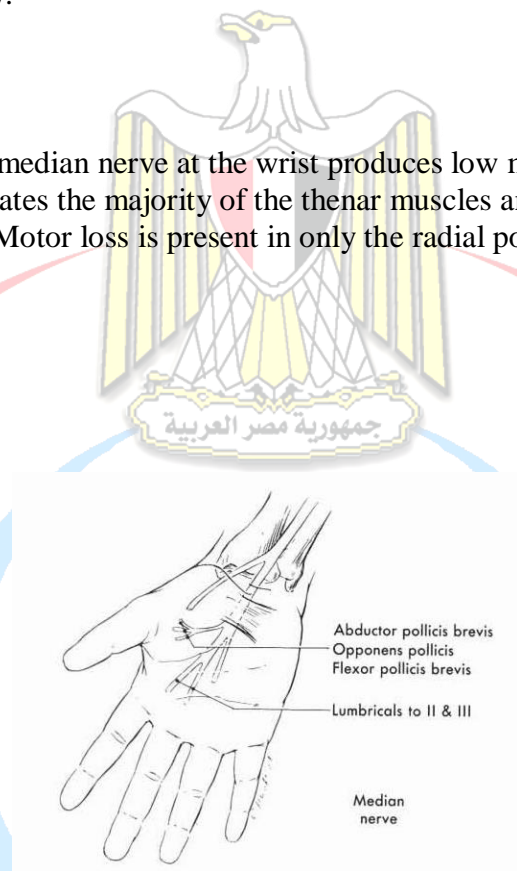 median nerve at the wrist produces low
ates the majority of the thenar muscles
Motor loss is present in only the radial
جمهورية مصر العربية
Abductor pollicis brevis
Opponens pollicis
Flexor pollicis brevis
Lumbricals to II & III
Median
nerve